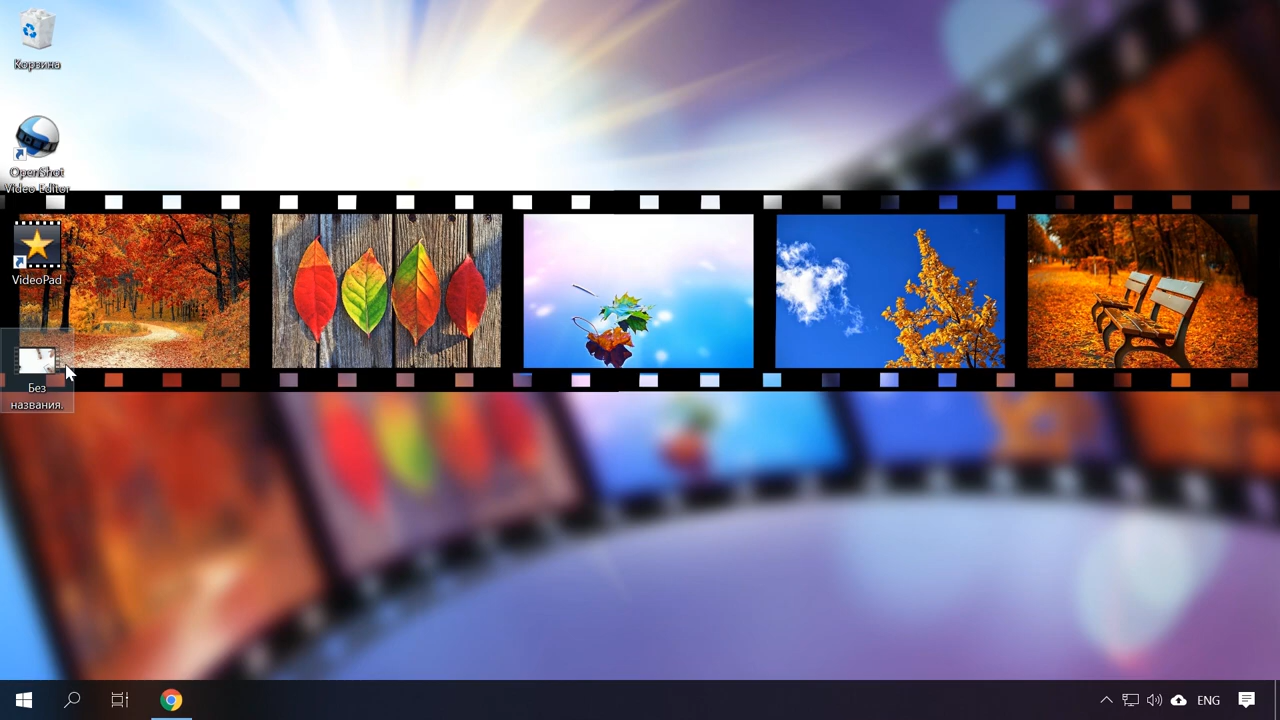 Корзина
OpenShot
Video Editor
VideoPad
Без
названия.
ENG